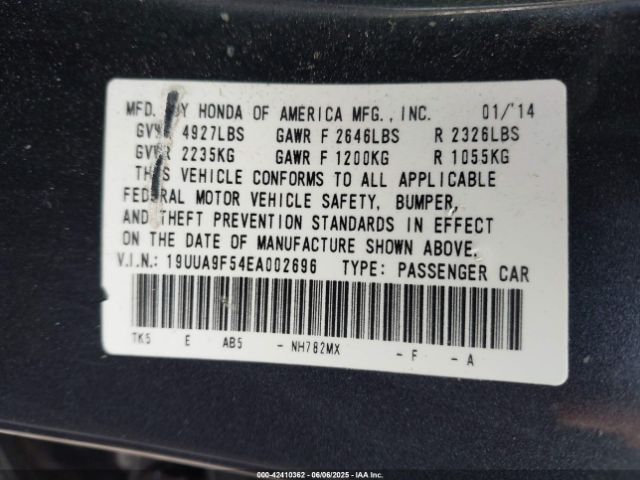 MFD. BY HONDA OF AMERICA MFG., INC. 01/'14
GVWR 4927LBS GAWR F 2646LBS R 2326LBS
GVWR 2235KG GAWR F 1200KG R 1055KG
THIS VEHICLE CONFORMS TO ALL APPLICABLE
FEDERAL MOTOR VEHICLE SAFETY, BUMPER,
AND THEFT PREVENTION STANDARDS IN EFFECT
ON THE DATE OF MANUFACTURE SHOWN ABOVE.
V.I.N.: 19UUA9F54EA002696 TYPE: PASSENGER CAR
TK5 E AB5 - NH782MX - F - A
000-42410362 | 06/06/2025 - IAA Inc.